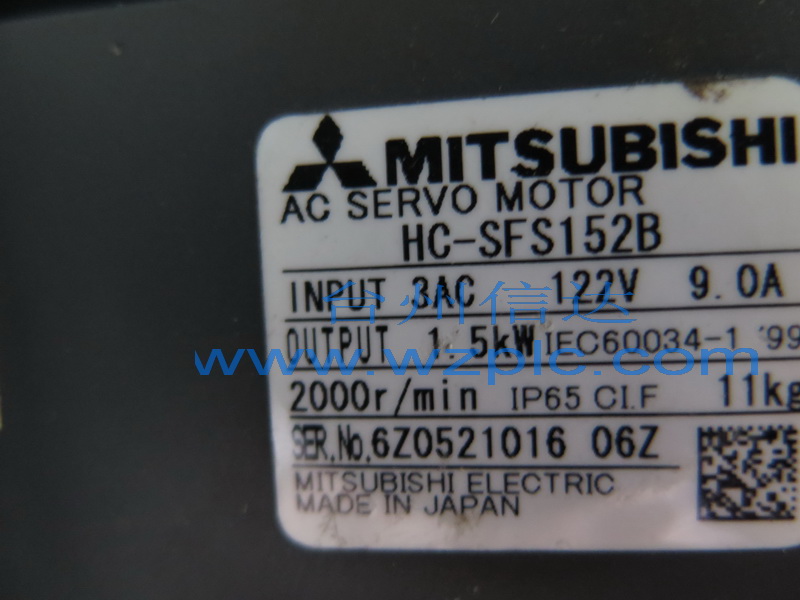 MITSUBISHI
AC SERVO MOTOR
HC-SFS152B
INPUT 3AC 122V 9.0A
台州信达
OUTPUT 1.5kW IEC60034-1 '99
www.wzplc.com
2000r/min IP65 CI.F 11kg
SER.No.6Z0521016 06Z
MITSUBISHI ELECTRIC
MADE IN JAPAN